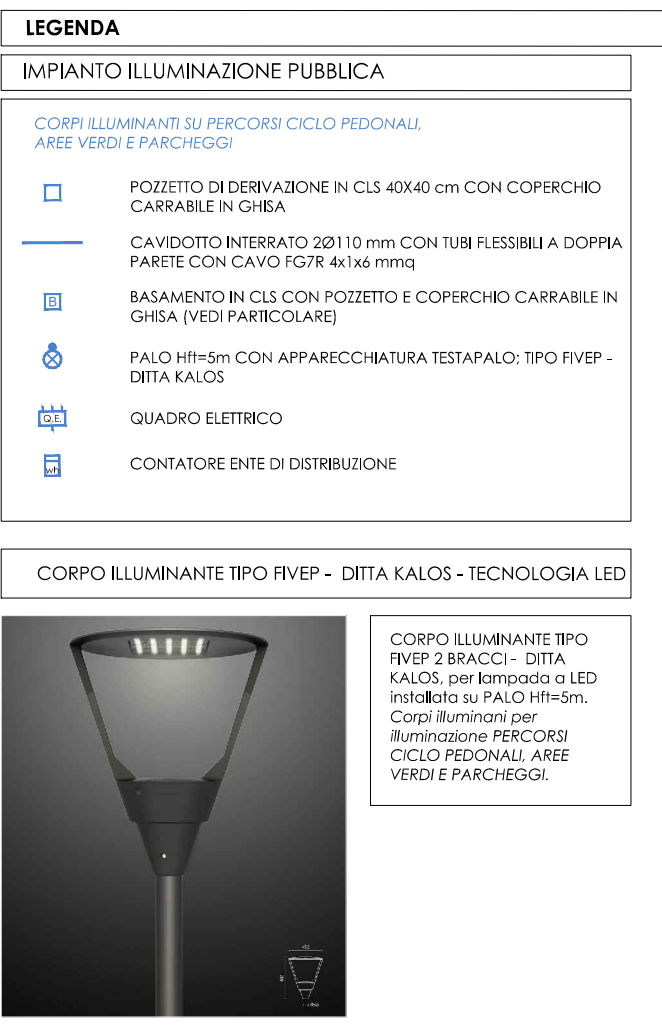 LEGENDA
IMPIANTO ILLUMINAZIONE PUBBLICA
CORPI ILLUMINANTI SU PERCORSI CICLO PEDONALI,
AREE VERDI E PARCHEGGI
POZZETTO DI DERIVAZIONE IN CLS 40X40 cm CON COPERCHIO
CARRABILE IN GHISA
CAVIDOTTO INTERRATO 2Ø110 mm CON TUBI FLESSIBILI A DOPPIA
PARETE CON CAVO FG7R 4x1x6 mmq
B
BASAMENTO IN CLS CON POZZETTO E COPERCHIO CARRABILE IN
GHISA (VEDI PARTICOLARE)
PALO Hft=5m CON APPARECCHIATURA TESTAPALO; TIPO FIVEP -
DITTA KALOS
Q.E.
QUADRO ELETTRICO
wh
CONTATORE ENTE DI DISTRIBUZIONE
CORPO ILLUMINANTE TIPO FIVEP - DITTA KALOS - TECNOLOGIA LED
CORPO ILLUMINANTE TIPO
FIVEP 2 BRACCI - DITTA
KALOS, per lampada a LED
installata su PALO Hft=5m.
Corpi illuminani per
illuminazione PERCORSI
CICLO PEDONALI, AREE
VERDI E PARCHEGGI.